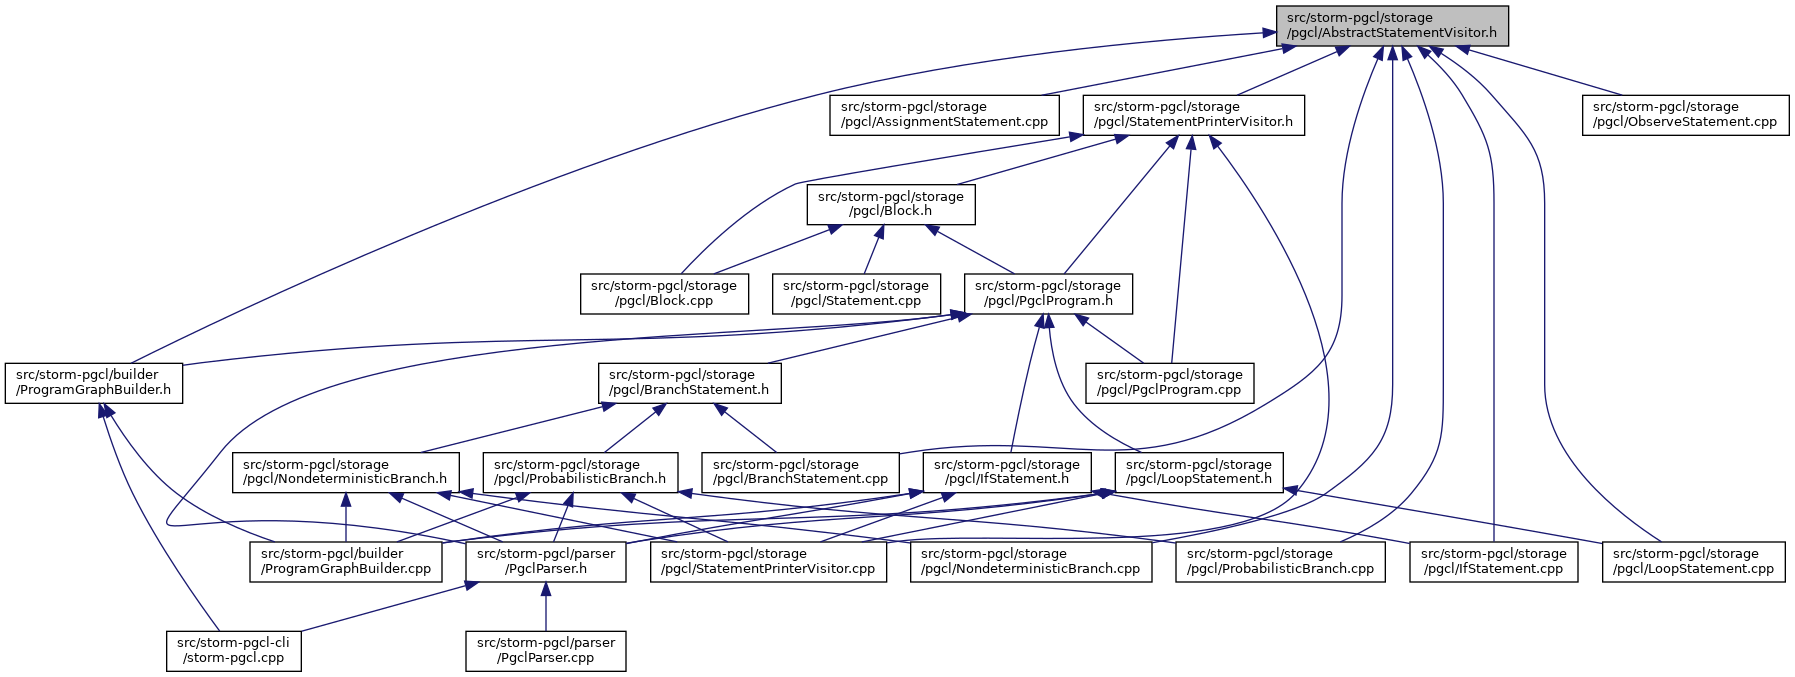 src/storm-pgcl/storage
/pgcl/AbstractStatementVisitor.h
src/storm-pgcl/storage
/pgcl/AssignmentStatement.cpp
src/storm-pgcl/storage
/pgcl/StatementPrinterVisitor.h
src/storm-pgcl/storage
/pgcl/ObserveStatement.cpp
src/storm-pgcl/storage
/pgcl/Block.h
src/storm-pgcl/storage
/pgcl/Block.cpp
src/storm-pgcl/storage
/pgcl/Statement.cpp
src/storm-pgcl/storage
/pgcl/PgclProgram.h
src/storm-pgcl/builder
/ProgramGraphBuilder.h
src/storm-pgcl/storage
/pgcl/BranchStatement.h
src/storm-pgcl/storage
/pgcl/PgclProgram.cpp
src/storm-pgcl/storage
/pgcl/NondeterministicBranch.h
src/storm-pgcl/storage
/pgcl/ProbabilisticBranch.h
src/storm-pgcl/storage
/pgcl/BranchStatement.cpp
src/storm-pgcl/storage
/pgcl/IfStatement.h
src/storm-pgcl/storage
/pgcl/LoopStatement.h
src/storm-pgcl/builder
/ProgramGraphBuilder.cpp
src/storm-pgcl/parser
/PgclParser.h
src/storm-pgcl/storage
/pgcl/StatementPrinterVisitor.cpp
src/storm-pgcl/storage
/pgcl/NondeterministicBranch.cpp
src/storm-pgcl/storage
/pgcl/ProbabilisticBranch.cpp
src/storm-pgcl/storage
/pgcl/IfStatement.cpp
src/storm-pgcl/storage
/pgcl/LoopStatement.cpp
src/storm-pgcl-cli
/storm-pgcl.cpp
src/storm-pgcl/parser
/PgclParser.cpp